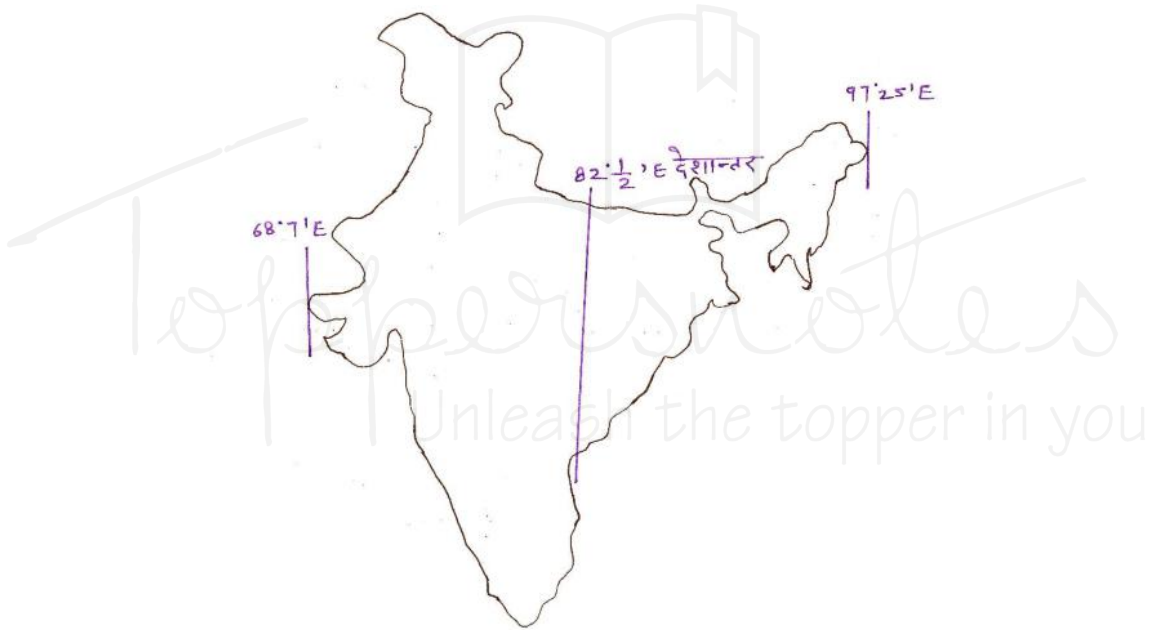 97°25'E
82°1/2'E देशान्तर
68°7'E
Toppersnotes
Unleash the topper in you